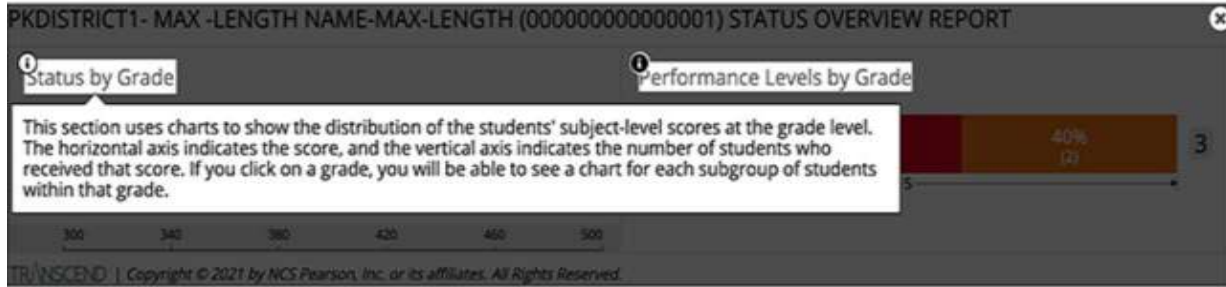 PKDISTRICT1- MAX -LENGTH NAME-MAX-LENGTH (000000000000001) STATUS OVERVIEW REPORT
Status by Grade
Performance Levels by Grade
This section uses charts to show the distribution of the students' subject-level scores at the grade level.
The horizontal axis indicates the score, and the vertical axis indicates the number of students who
received that score. If you click on a grade, you will be able to see a chart for each subgroup of students
within that grade.
40%
(2)
3
5
300 340 380 420 460 500
TRANSCEND | Copyright © 2021 by NCS Pearson, Inc. or its affiliates. All Rights Reserved.